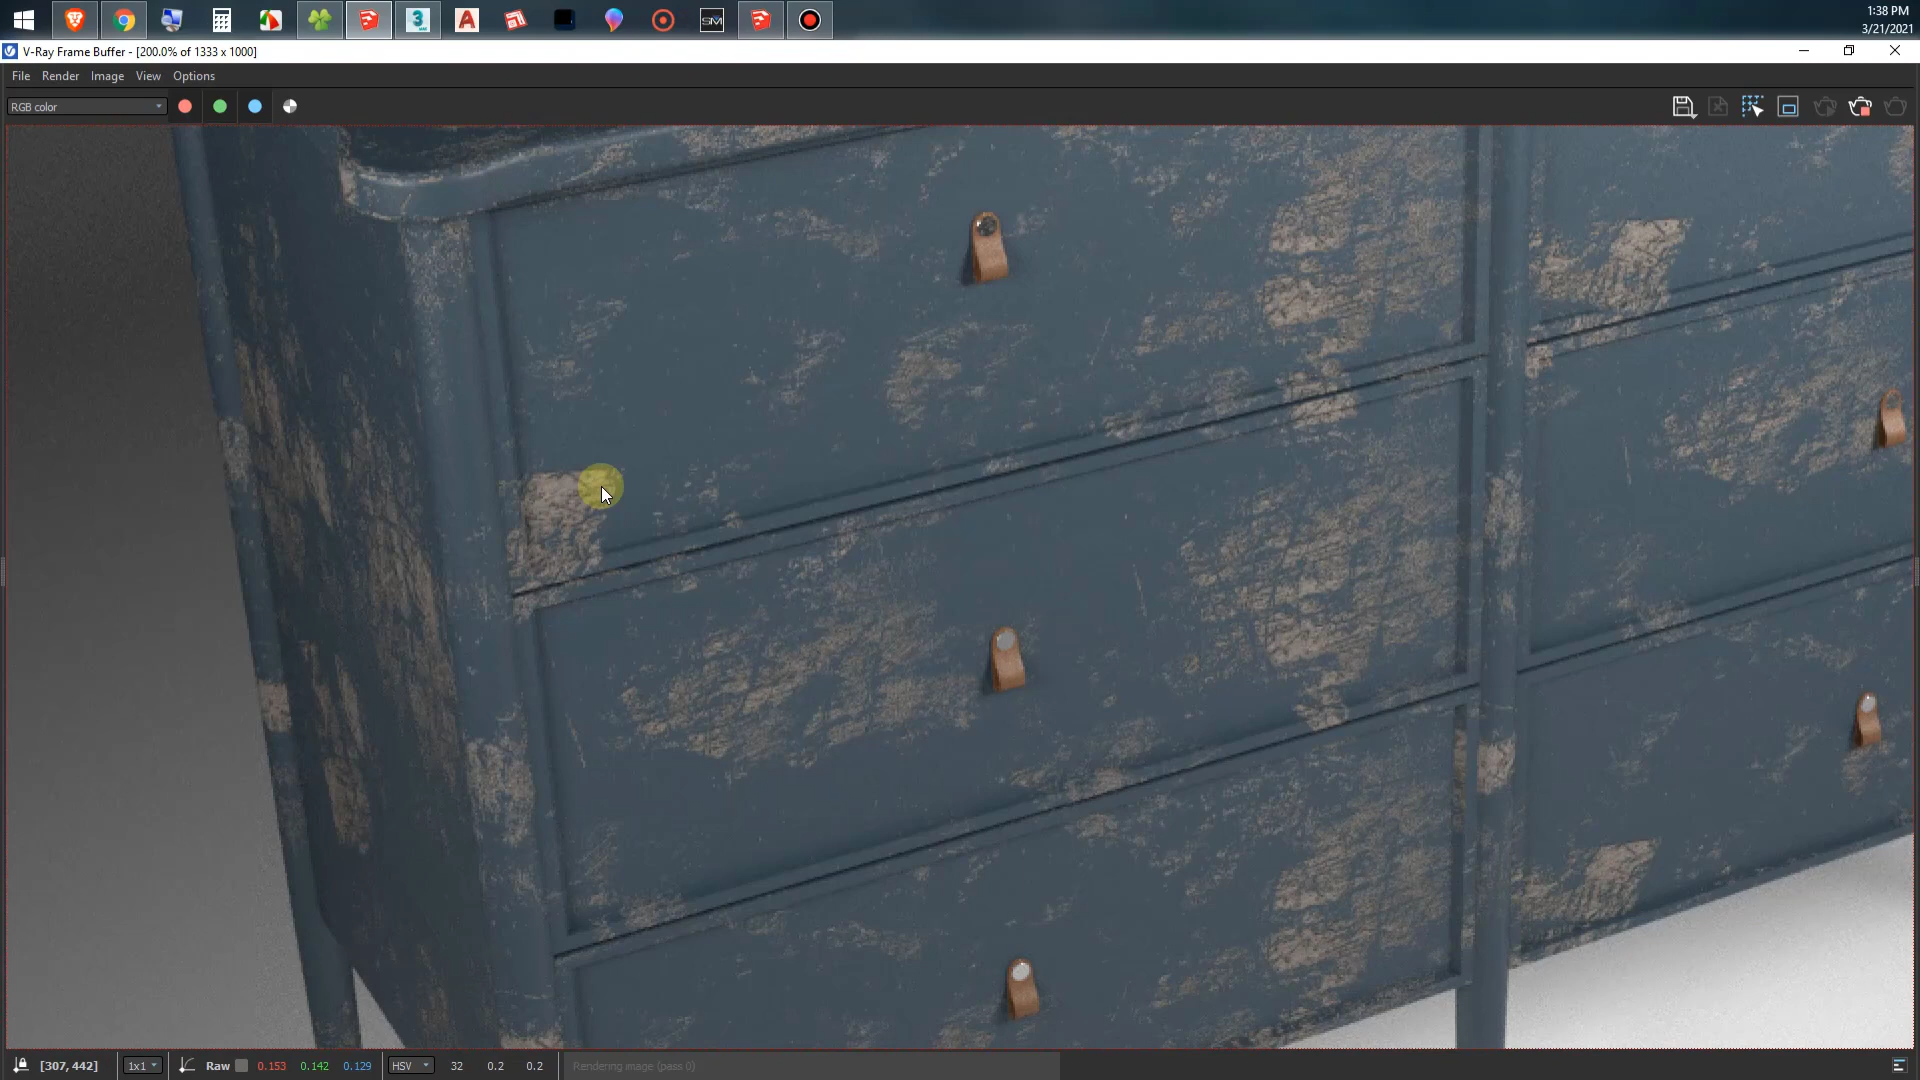 1:38 PM
3/21/2021
V-Ray Frame Buffer - [200.0% of 1333 x 1000]
File Render Image View Options
RGB color
[307, 442] 1x1 Raw 0.153 0.142 0.129 HSV 32 0.2 0.2 Rendering image (pass 0)
3
A
SM